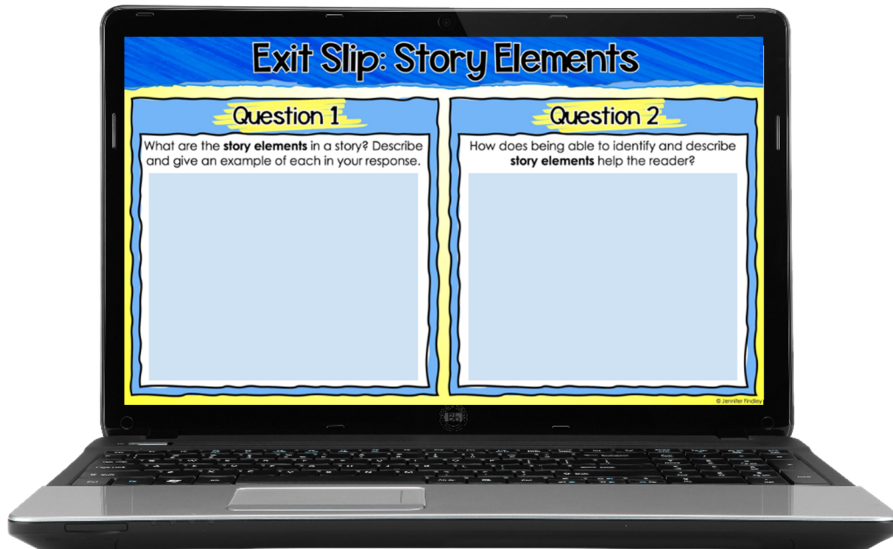 Exit Slip: Story Elements
Question 1
What are the story elements in a story? Describe
and give an example of each in your response.
Question 2
How does being able to identify and describe
story elements help the reader?
© Jennifer Findley